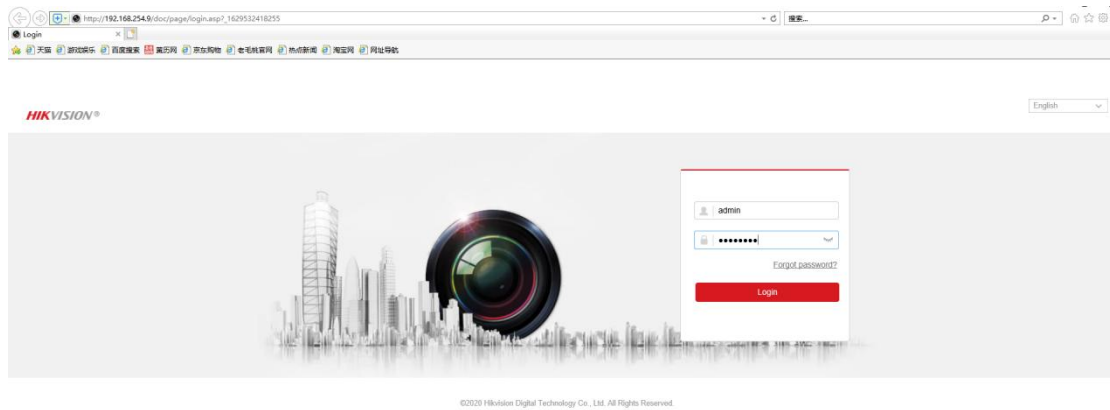 http://192.168.254.9/doc/page/login.asp?_1629532418255
搜索...
Login
天猫 游戏娱乐 百度搜索 黄历网 京东购物 老毛桃官网 热点新闻 淘宝网 网址导航
HIKVISION®
English
admin
••••••••
Forgot password?
Login
©2020 Hikvision Digital Technology Co., Ltd. All Rights Reserved.